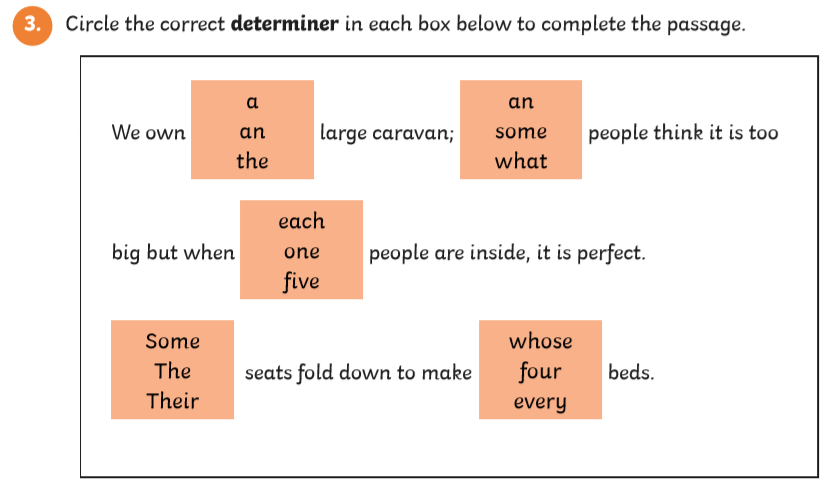 3. Circle the correct determiner in each box below to complete the passage.
a an
We own an large caravan; some people think it is too
the what
each
big but when one people are inside, it is perfect.
five
Some whose
The seats fold down to make four beds.
Their every